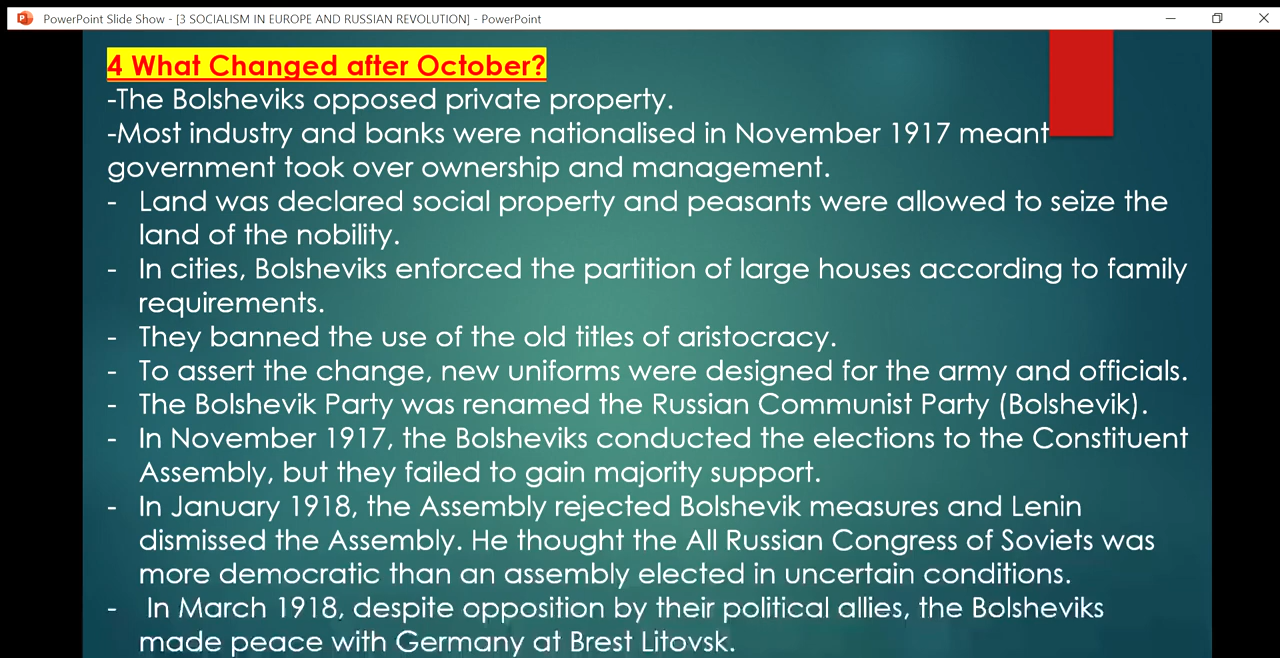 PowerPoint Slide Show - [3 SOCIALISM IN EUROPE AND RUSSIAN REVOLUTION] - PowerPoint
4 What Changed after October?
-The Bolsheviks opposed private property.
-Most industry and banks were nationalised in November 1917 meant
government took over ownership and management.
- Land was declared social property and peasants were allowed to seize the
land of the nobility.
- In cities, Bolsheviks enforced the partition of large houses according to family
requirements.
- They banned the use of the old titles of aristocracy.
- To assert the change, new uniforms were designed for the army and officials.
- The Bolshevik Party was renamed the Russian Communist Party (Bolshevik).
- In November 1917, the Bolsheviks conducted the elections to the Constituent
Assembly, but they failed to gain majority support.
- In January 1918, the Assembly rejected Bolshevik measures and Lenin
dismissed the Assembly. He thought the All Russian Congress of Soviets was
more democratic than an assembly elected in uncertain conditions.
- In March 1918, despite opposition by their political allies, the Bolsheviks
made peace with Germany at Brest Litovsk.